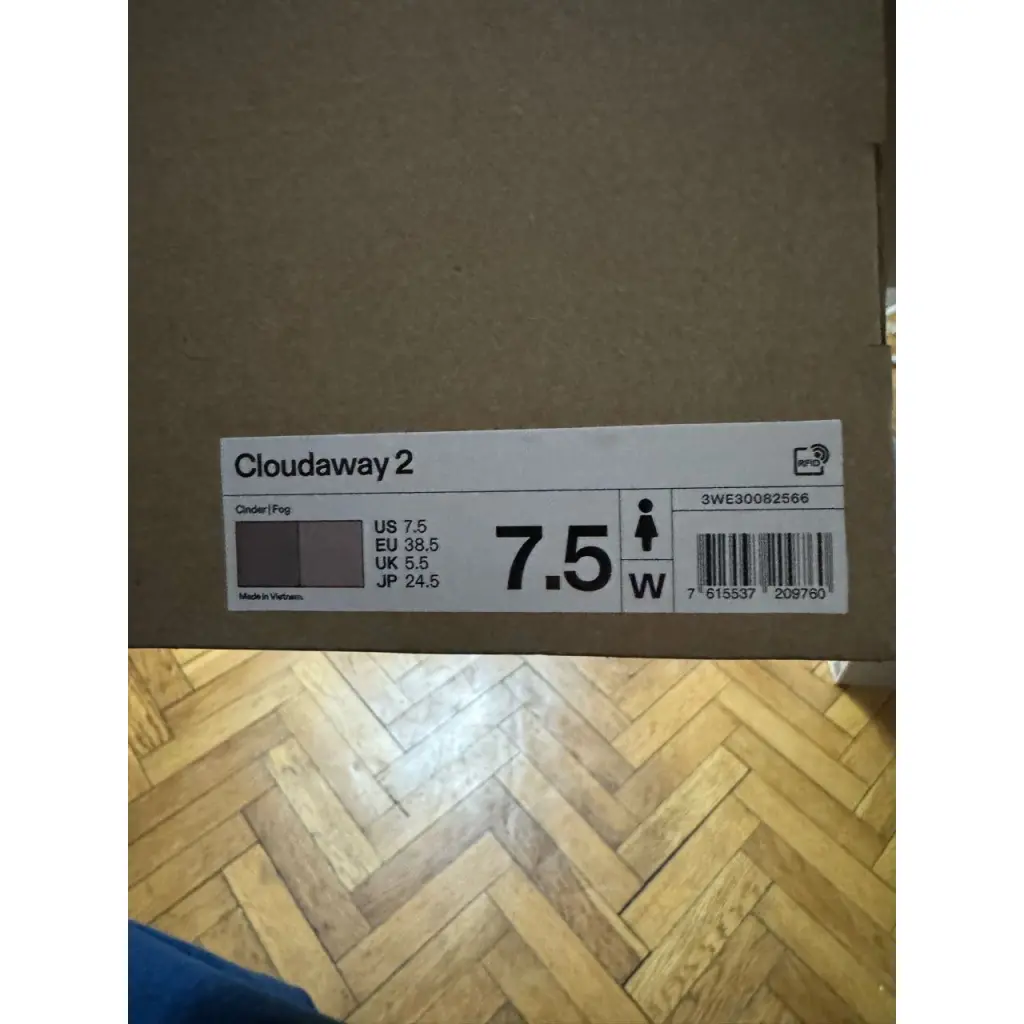 Cloudaway 2
RFID
Cinder | Fog
US 7.5
EU 38.5
UK 5.5
JP 24.5
Made in Vietnam.
7.5
W
3WE30082566
7 615537 209760